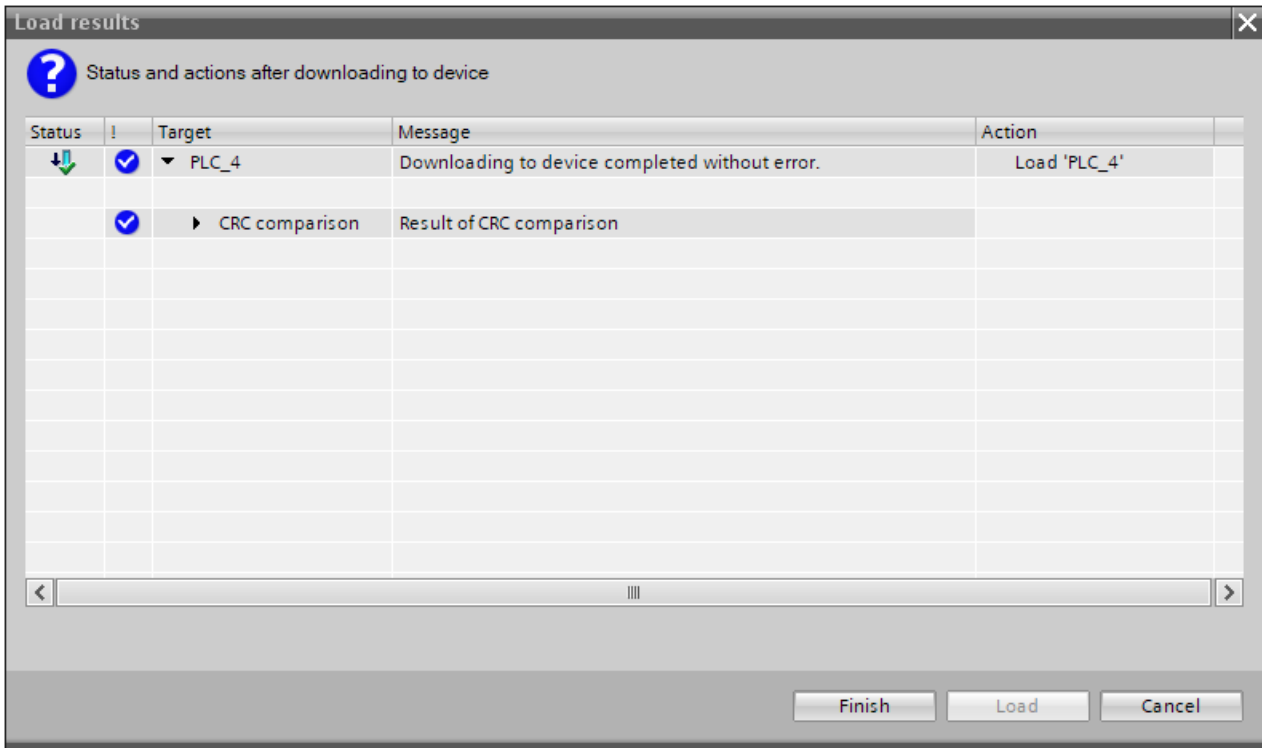 Load results
Status and actions after downloading to device
Status ! Target Message Action
PLC_4 Downloading to device completed without error. Load 'PLC_4'
CRC comparison Result of CRC comparison
Finish Load Cancel